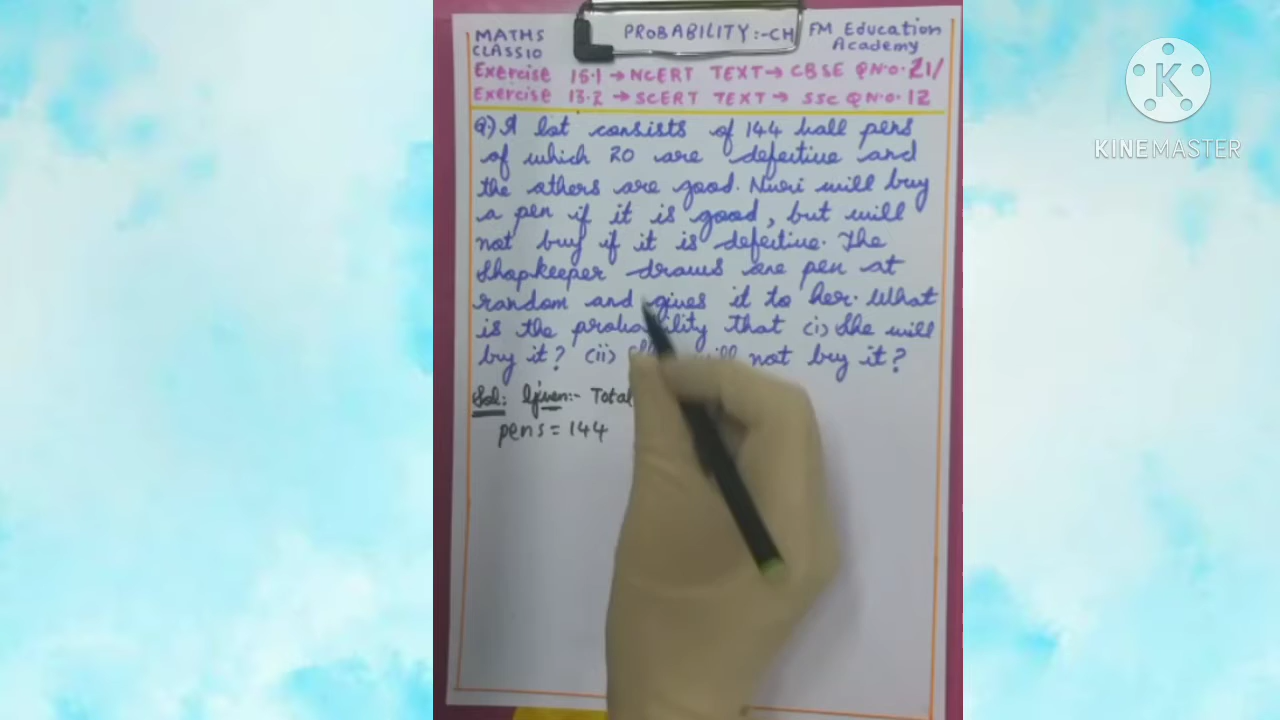 MATHS
CLASS10
PROBABILITY:-CH
FM Education
Academy
Exercise 15.1→NCERT TEXT→CBSE QN.O.21/
Exercise 13.2→SCERT TEXT→ SSC QN.O.12
Q.) A lot consists of 144 ball pens
of which 20 are defective and
the others are good. Nuri will buy
a pen if it is good, but will
not buy if it is defective. The
shopkeeper draws one pen at
random and gives it to her. What
is the probability that (i) She will
buy it? (ii) will not buy it?
Sol: Given:- Total
pens = 144
K
KINEMASTER